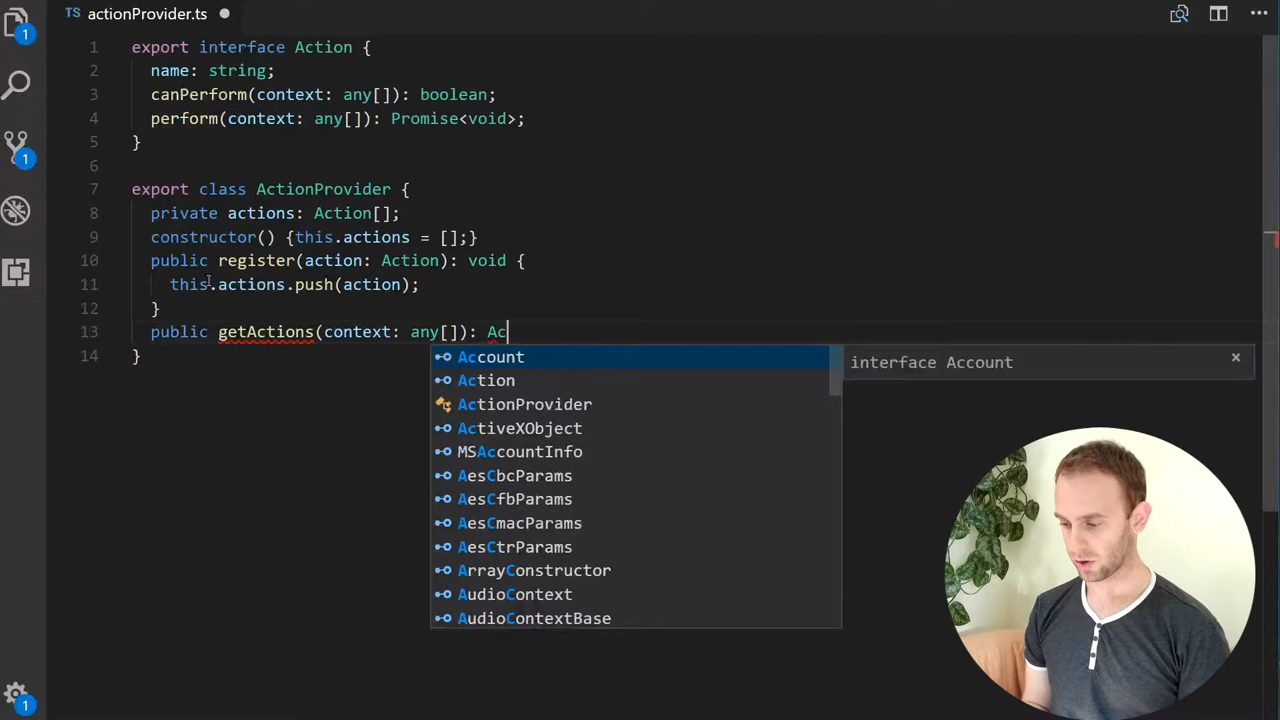 TS actionProvider.ts
1 export interface Action {
2 name: string;
3 canPerform(context: any[]): boolean;
4 perform(context: any[]): Promise<void>;
5 }
6
7 export class ActionProvider {
8 private actions: Action[];
9 constructor() {this.actions = [];}
10 public register(action: Action): void {
11 this.actions.push(action);
12 }
13 public getActions(context: any[]): Ac
14 }
Account
interface Account
Action
ActionProvider
ActiveXObject
MSAccountInfo
AesCbcParams
AesCfbParams
AesCmacParams
AesCtrParams
ArrayConstructor
AudioContext
AudioContextBase
1
1
1